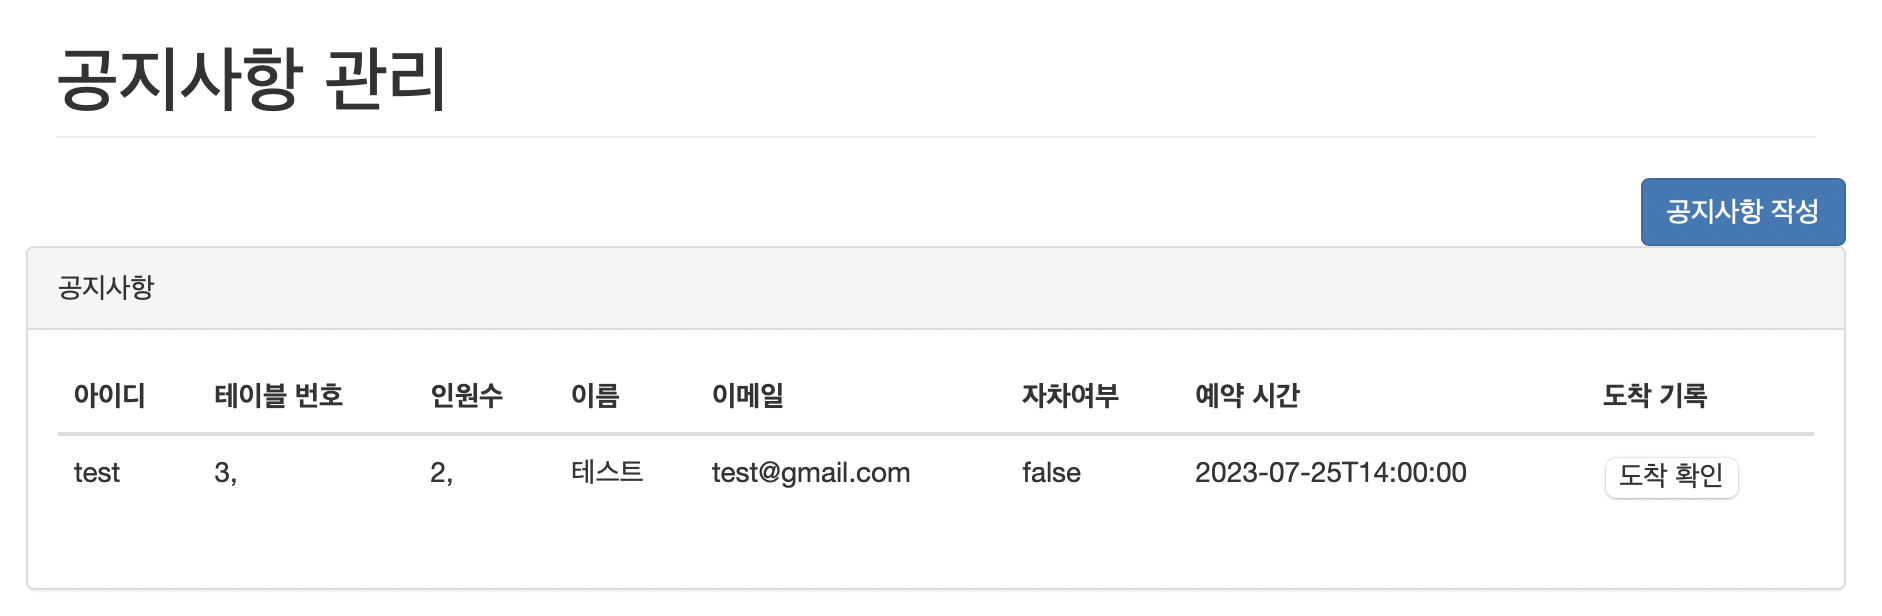 공지사항 관리
공지사항 작성
공지사항
아이디 테이블 번호 인원수 이름 이메일 자차여부 예약 시간 도착 기록
test 3, 2, 테스트 test@gmail.com false 2023-07-25T14:00:00 도착 확인